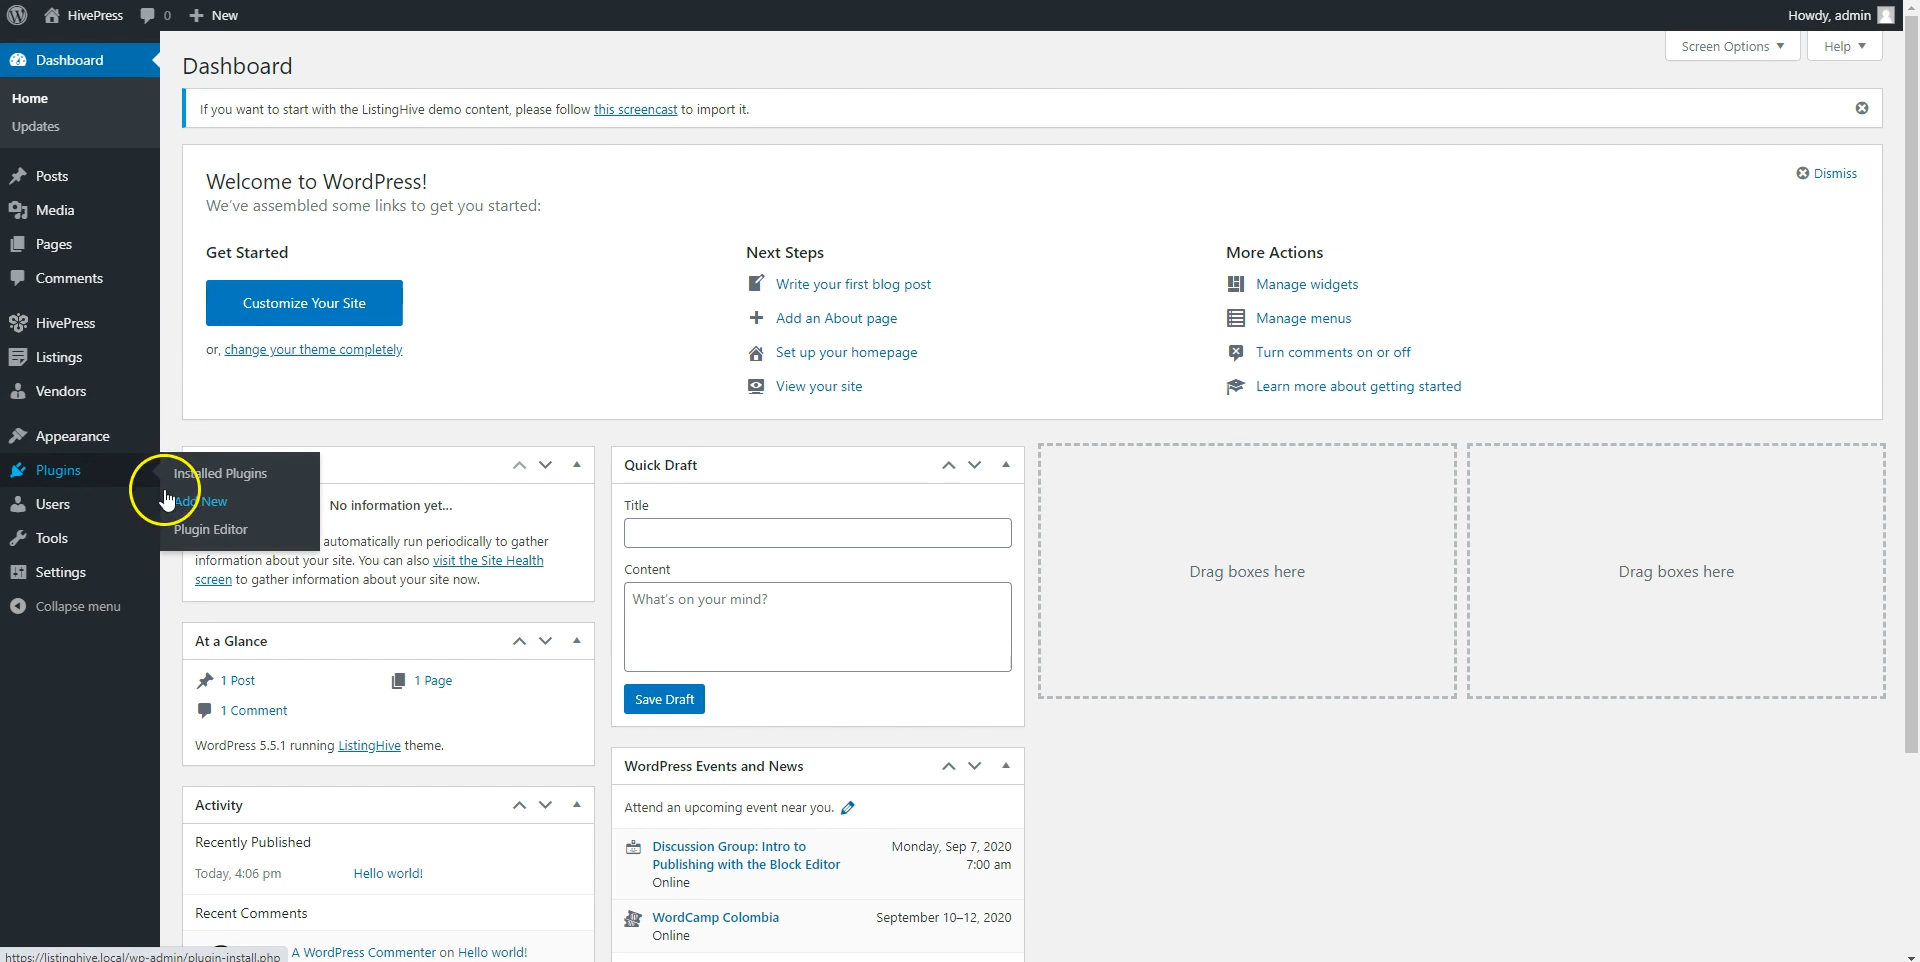 HivePress
0
New
Howdy, admin
Dashboard
Home
Updates
Posts
Media
Pages
Comments
HivePress
Listings
Vendors
Appearance
Plugins
Installed Plugins
Add New
Plugin Editor
Users
Tools
Settings
Collapse menu
Screen Options
Help
Dashboard
If you want to start with the ListingHive demo content, please follow this screencast to import it.
Welcome to WordPress!
We've assembled some links to get you started:
Dismiss
Get Started
Customize Your Site
or, change your theme completely
Next Steps
Write your first blog post
Add an About page
Set up your homepage
View your site
More Actions
Manage widgets
Manage menus
Turn comments on or off
Learn more about getting started
No information yet...
automatically run periodically to gather
information about your site. You can also visit the Site Health
screen to gather information about your site now.
At a Glance
1 Post
1 Page
1 Comment
WordPress 5.5.1 running ListingHive theme.
Activity
Recently Published
Today, 4:06 pm
Hello world!
Recent Comments
A WordPress Commenter on Hello world!
Quick Draft
Title
Content
What's on your mind?
Save Draft
WordPress Events and News
Attend an upcoming event near you.
Discussion Group: Intro to
Publishing with the Block Editor
Online
Monday, Sep 7, 2020
7:00 am
WordCamp Colombia
Online
September 10–12, 2020
Drag boxes here
Drag boxes here
https://listinghive.local/wp-admin/plugin-install.php